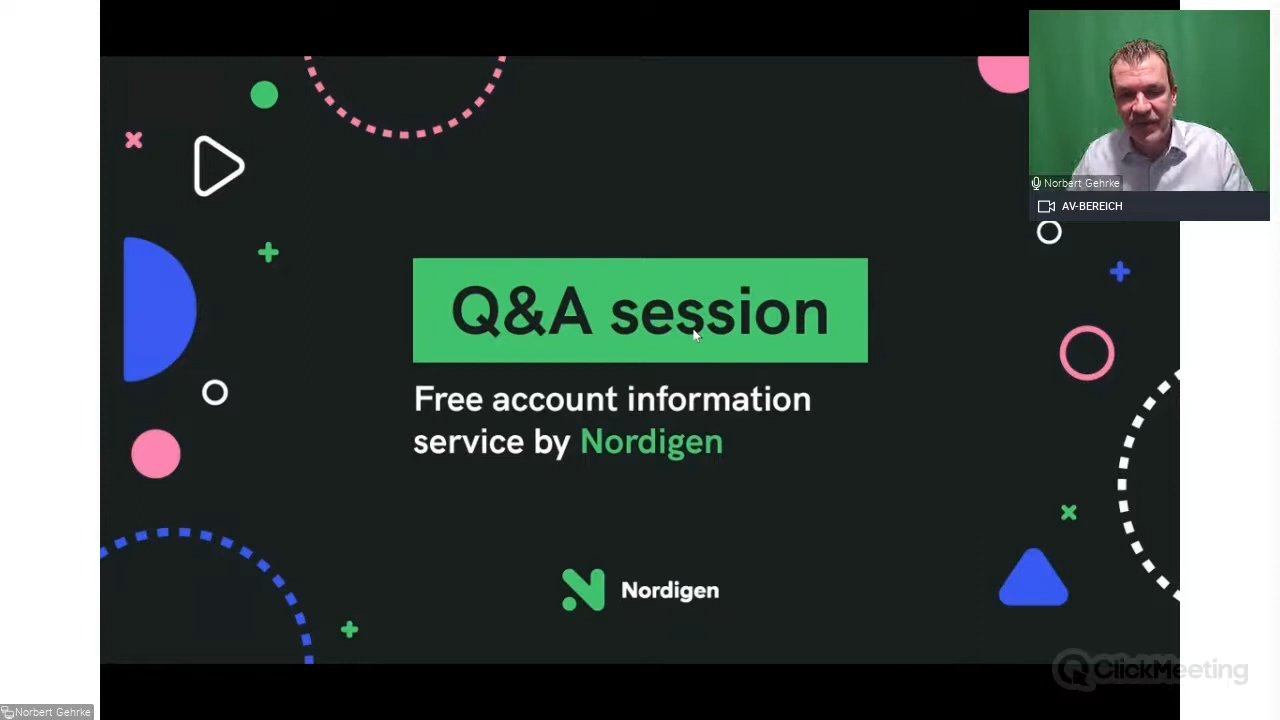 Norbert Gehrke
AV-BEREICH
Q&A session
Free account information
service by Nordigen
Nordigen
ClickMeeting
Norbert Gehrke